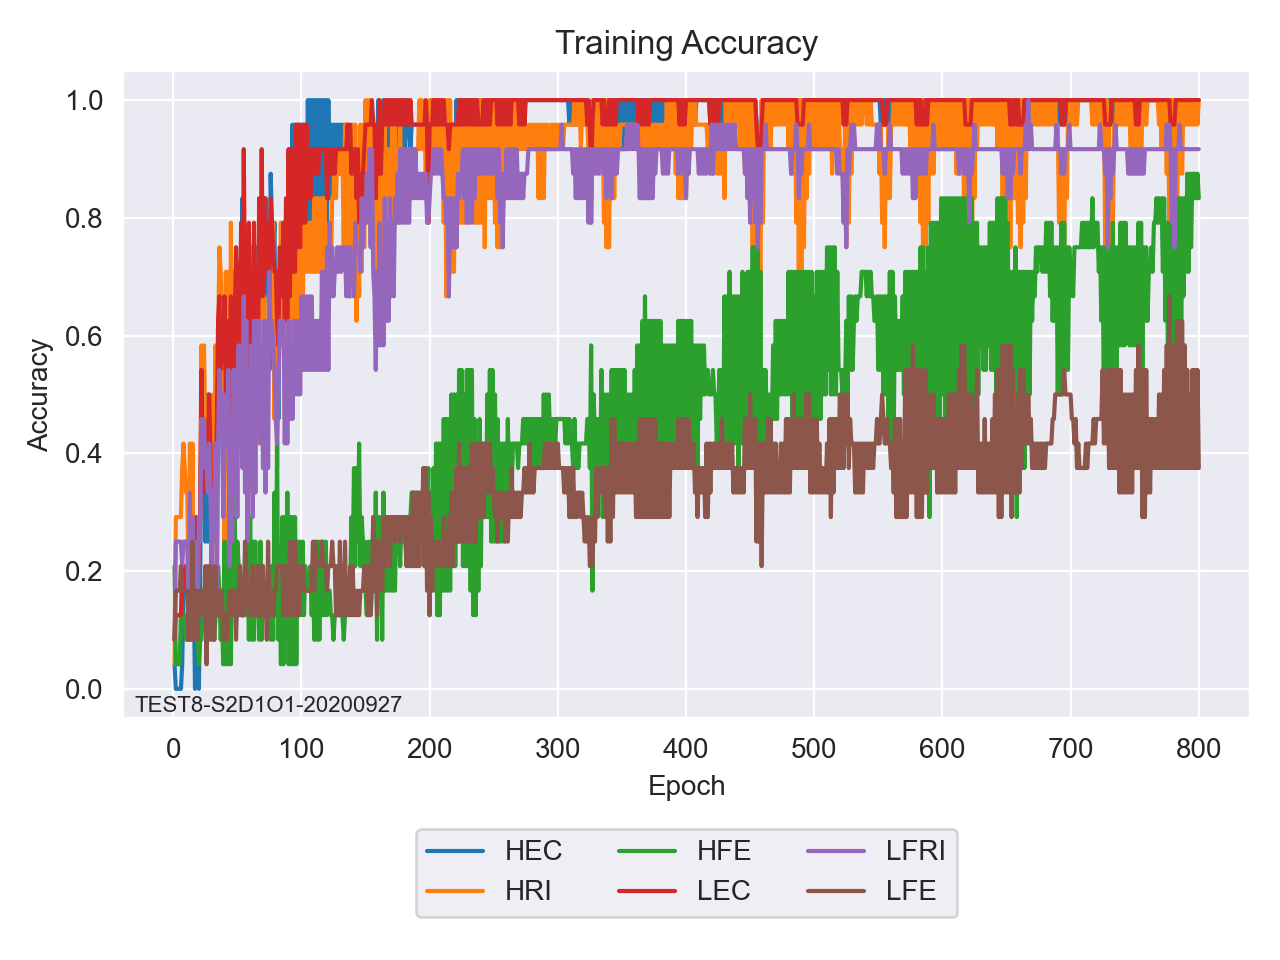 Training Accuracy
1.0
0.8
0.6
0.4
0.2
0.0
Accuracy
TEST8-S2D1O1-20200927
0 100 200 300 400 500 600 700 800
Epoch
HEC HFE LFRI
HRI LEC LFE